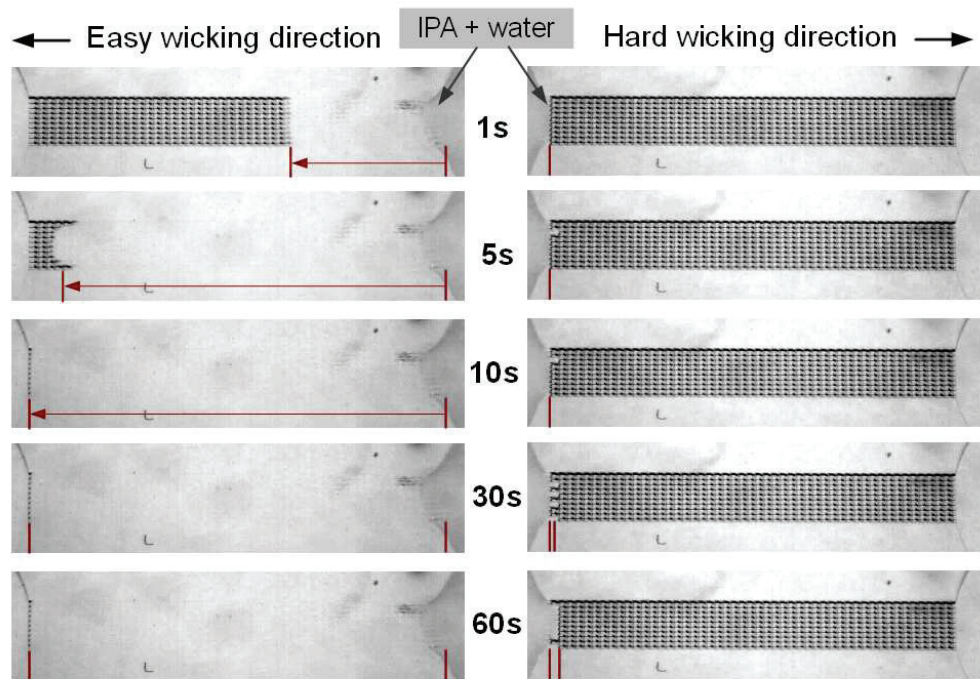 Easy wicking direction
IPA + water
Hard wicking direction
1s
5s
10s
30s
60s